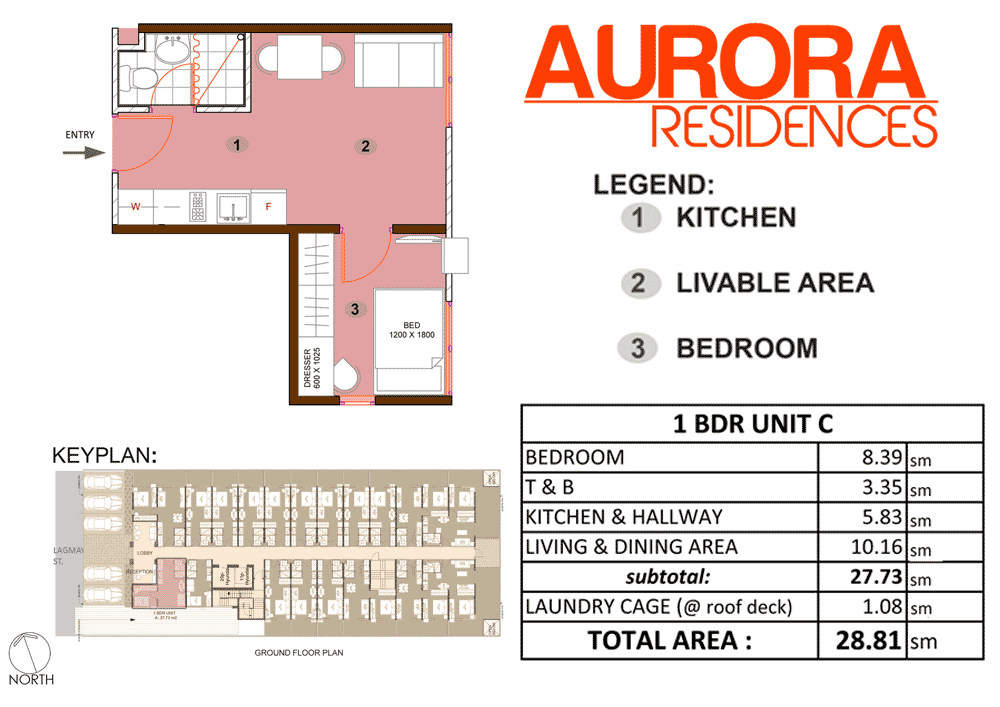 AURORA
RESIDENCES
ENTRY
1
2
W
F
3
BED
1200 X 1800
DRESSER
600 X 1025
LEGEND:
1 KITCHEN
2 LIVABLE AREA
3 BEDROOM
1 BDR UNIT C
BEDROOM 8.39 sm
T & B 3.35 sm
KITCHEN & HALLWAY 5.83 sm
LIVING & DINING AREA 10.16 sm
subtotal: 27.73 sm
LAUNDRY CAGE (@ roof deck) 1.08 sm
TOTAL AREA : 28.81 sm
KEYPLAN:
LAGMAY
ST.
LOBBY
RECEPTION
1 BDR UNIT
A: 27.73 m2
GROUND FLOOR PLAN
NORTH